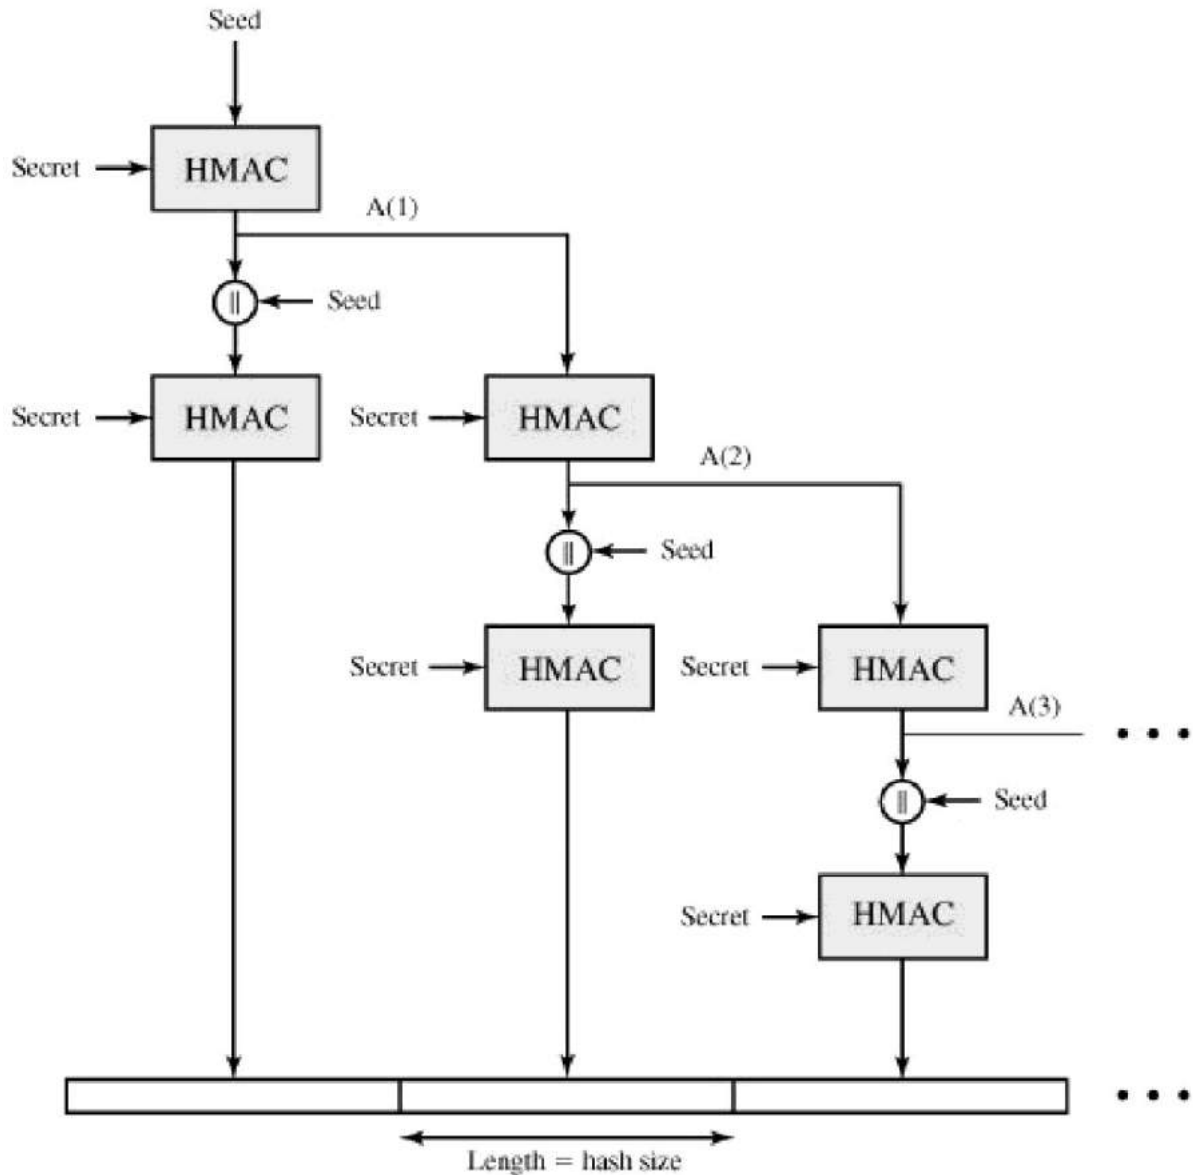 Seed
Secret HMAC
A(1)
|| Seed
Secret HMAC Secret HMAC
A(2)
|| Seed
Secret HMAC Secret HMAC
A(3)
• • •
|| Seed
Secret HMAC
• • •
Length = hash size